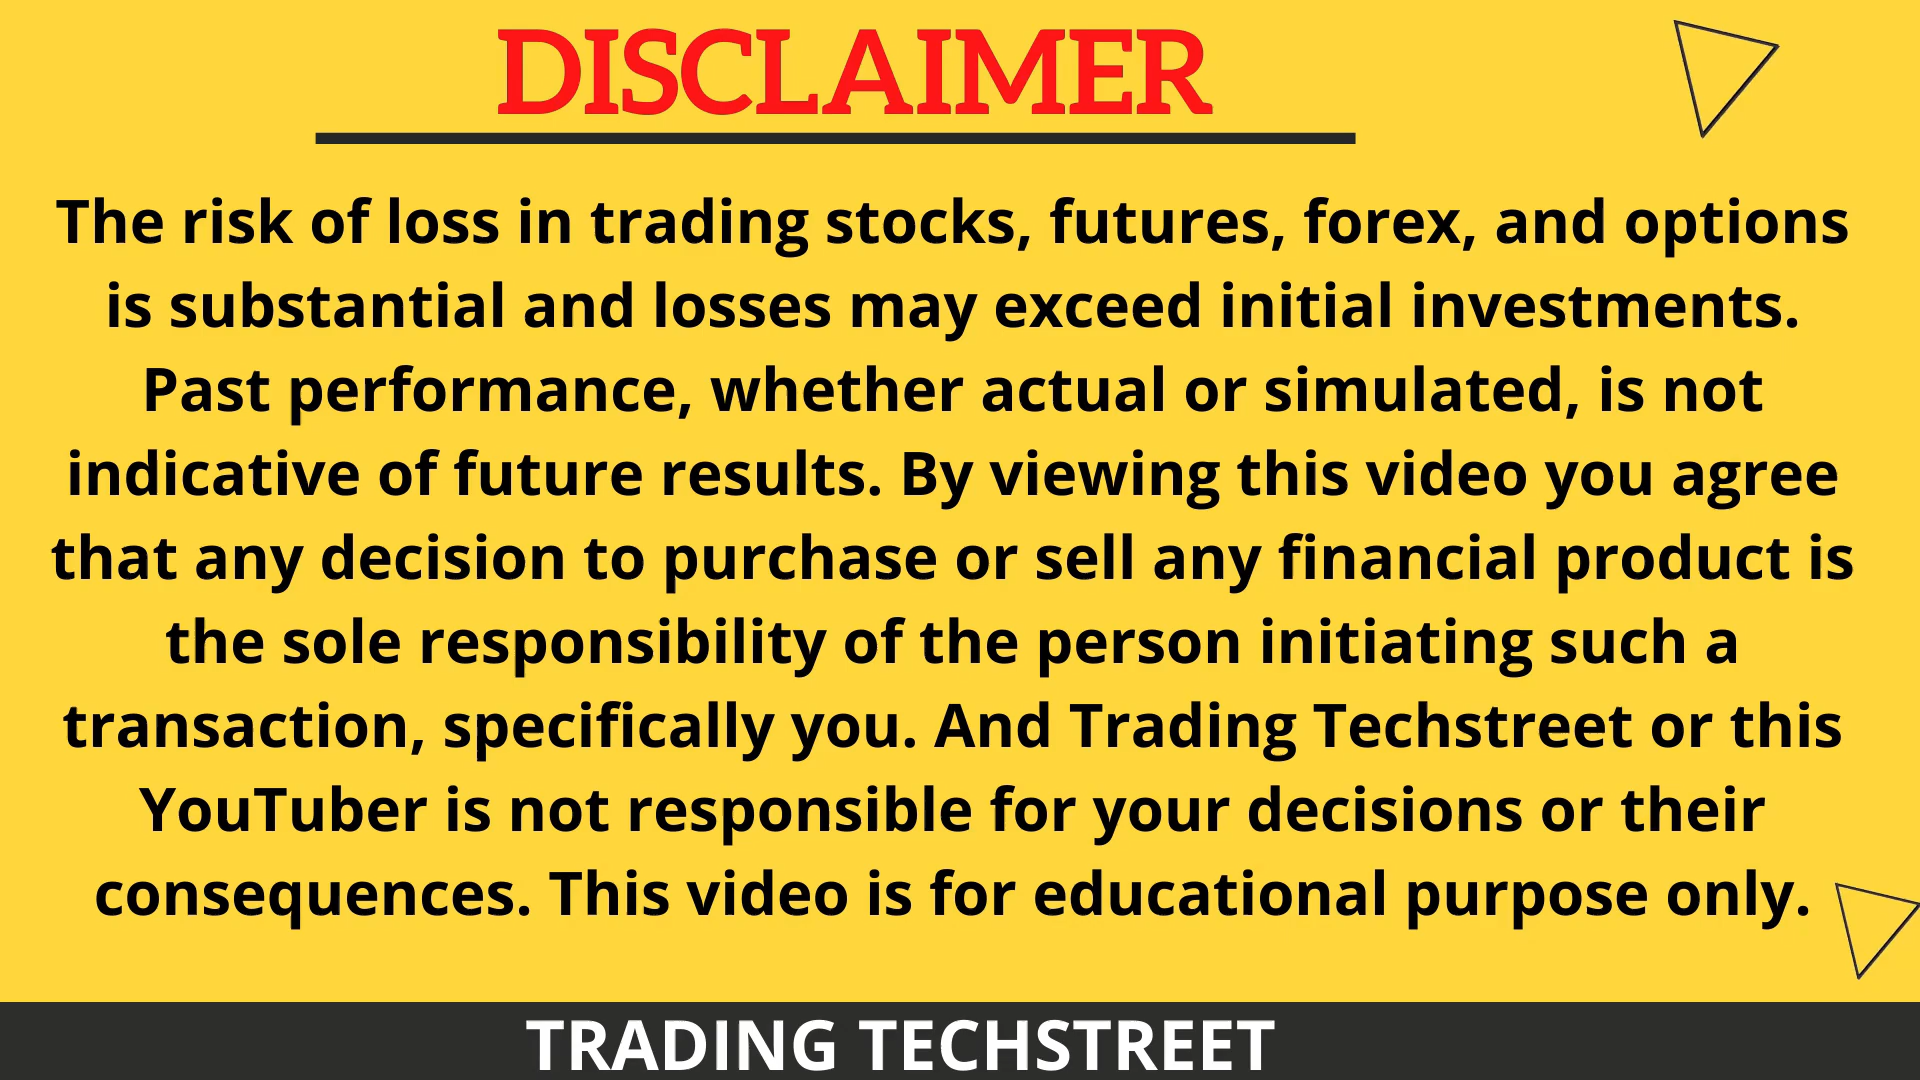 DISCLAIMER
The risk of loss in trading stocks, futures, forex, and options
is substantial and losses may exceed initial investments.
Past performance, whether actual or simulated, is not
indicative of future results. By viewing this video you agree
that any decision to purchase or sell any financial product is
the sole responsibility of the person initiating such a
transaction, specifically you. And Trading Techstreet or this
YouTuber is not responsible for your decisions or their
consequences. This video is for educational purpose only.
TRADING TECHSTREET